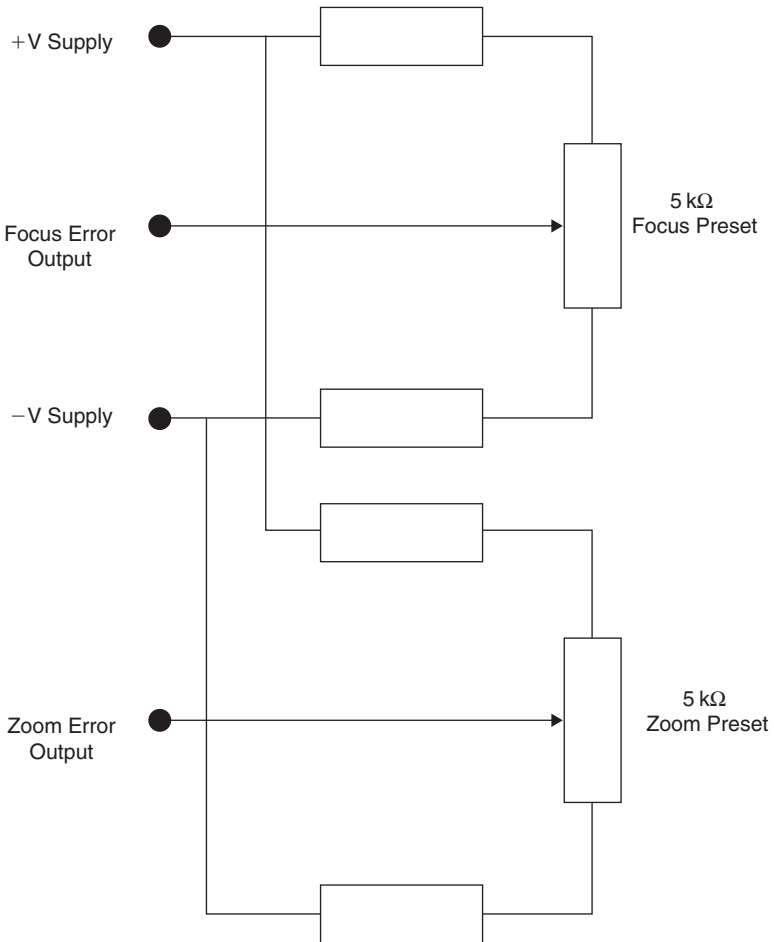 +V Supply
5 kΩ
Focus Preset
Focus Error
Output
−V Supply
5 kΩ
Zoom Preset
Zoom Error
Output